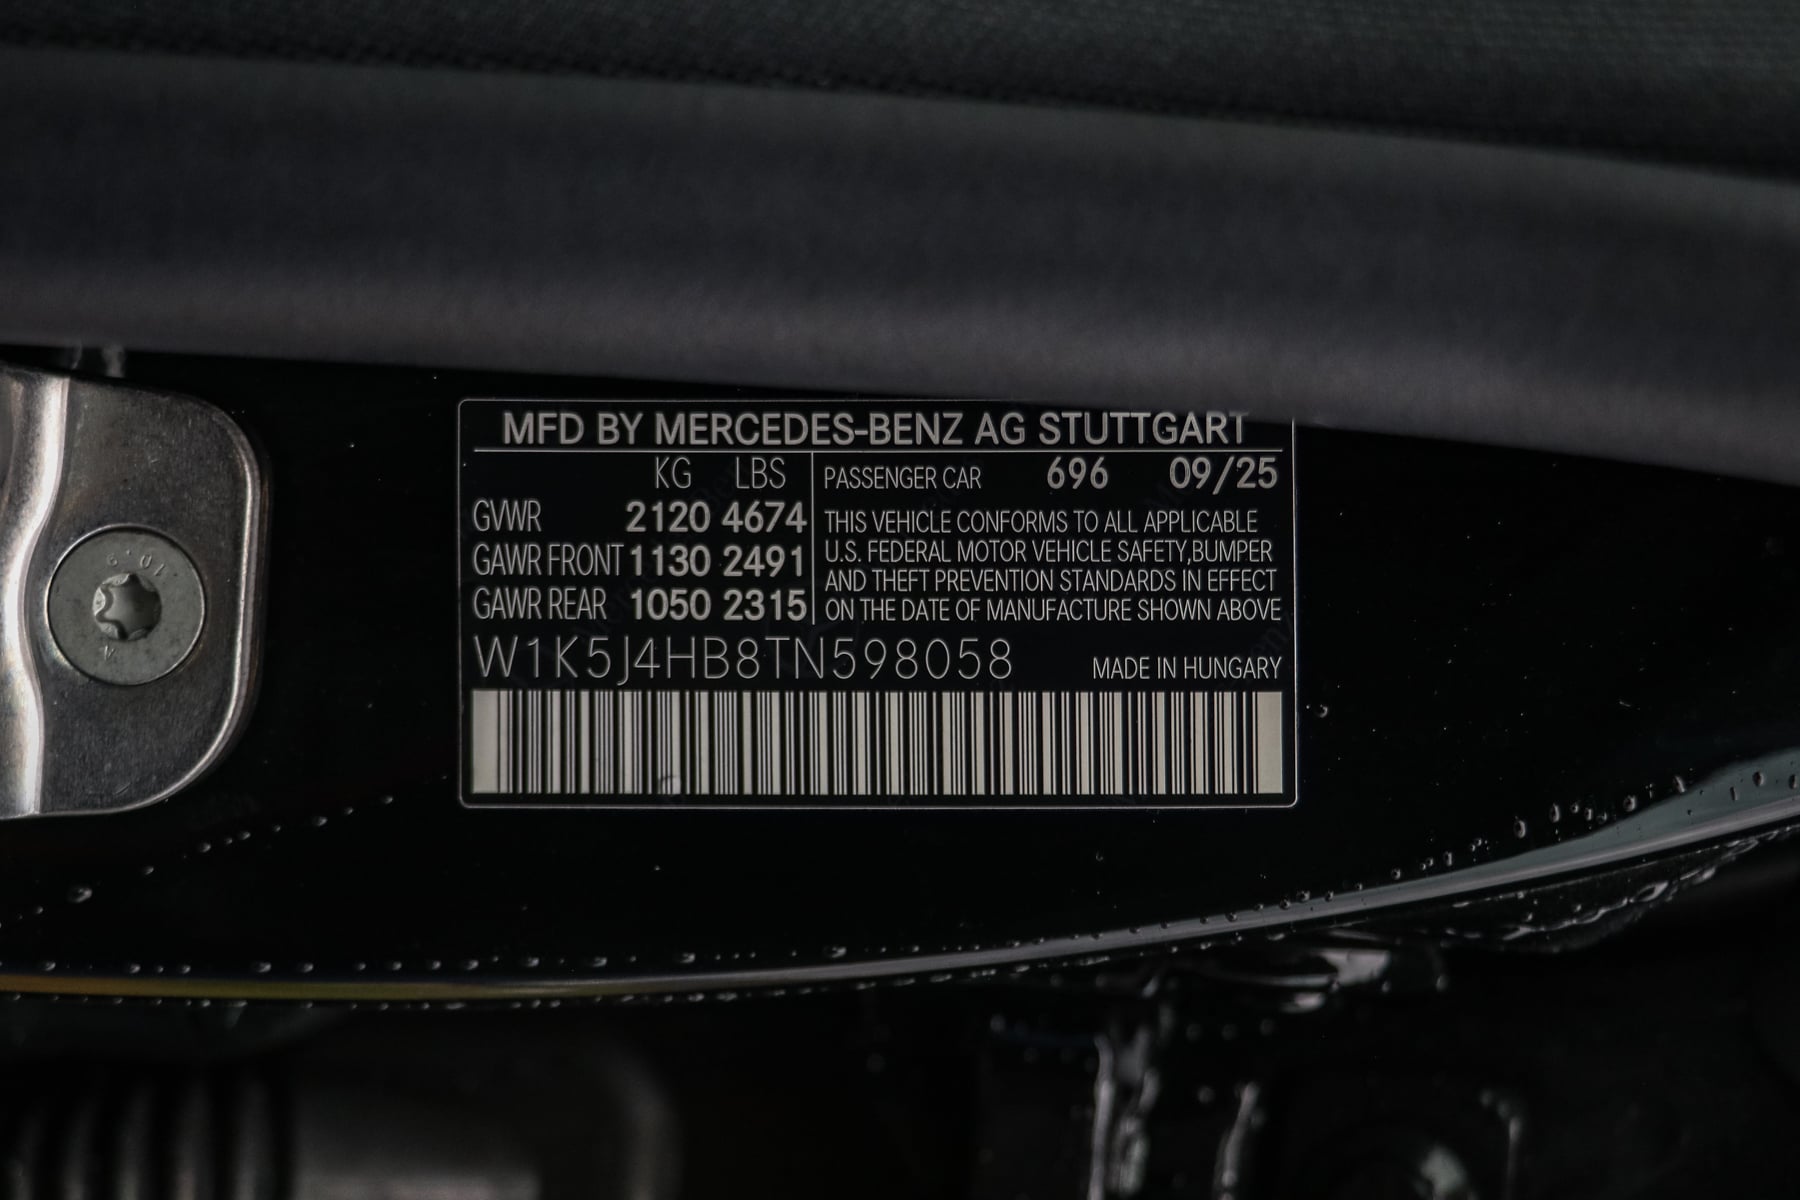 MFD BY MERCEDES-BENZ AG STUTTGART
KG LBS
GVWR 2120 4674
GAWR FRONT 1130 2491
GAWR REAR 1050 2315
PASSENGER CAR 696 09/25
THIS VEHICLE CONFORMS TO ALL APPLICABLE
U.S. FEDERAL MOTOR VEHICLE SAFETY,BUMPER
AND THEFT PREVENTION STANDARDS IN EFFECT
ON THE DATE OF MANUFACTURE SHOWN ABOVE
W1K5J4HB8TN598058 MADE IN HUNGARY
10.9